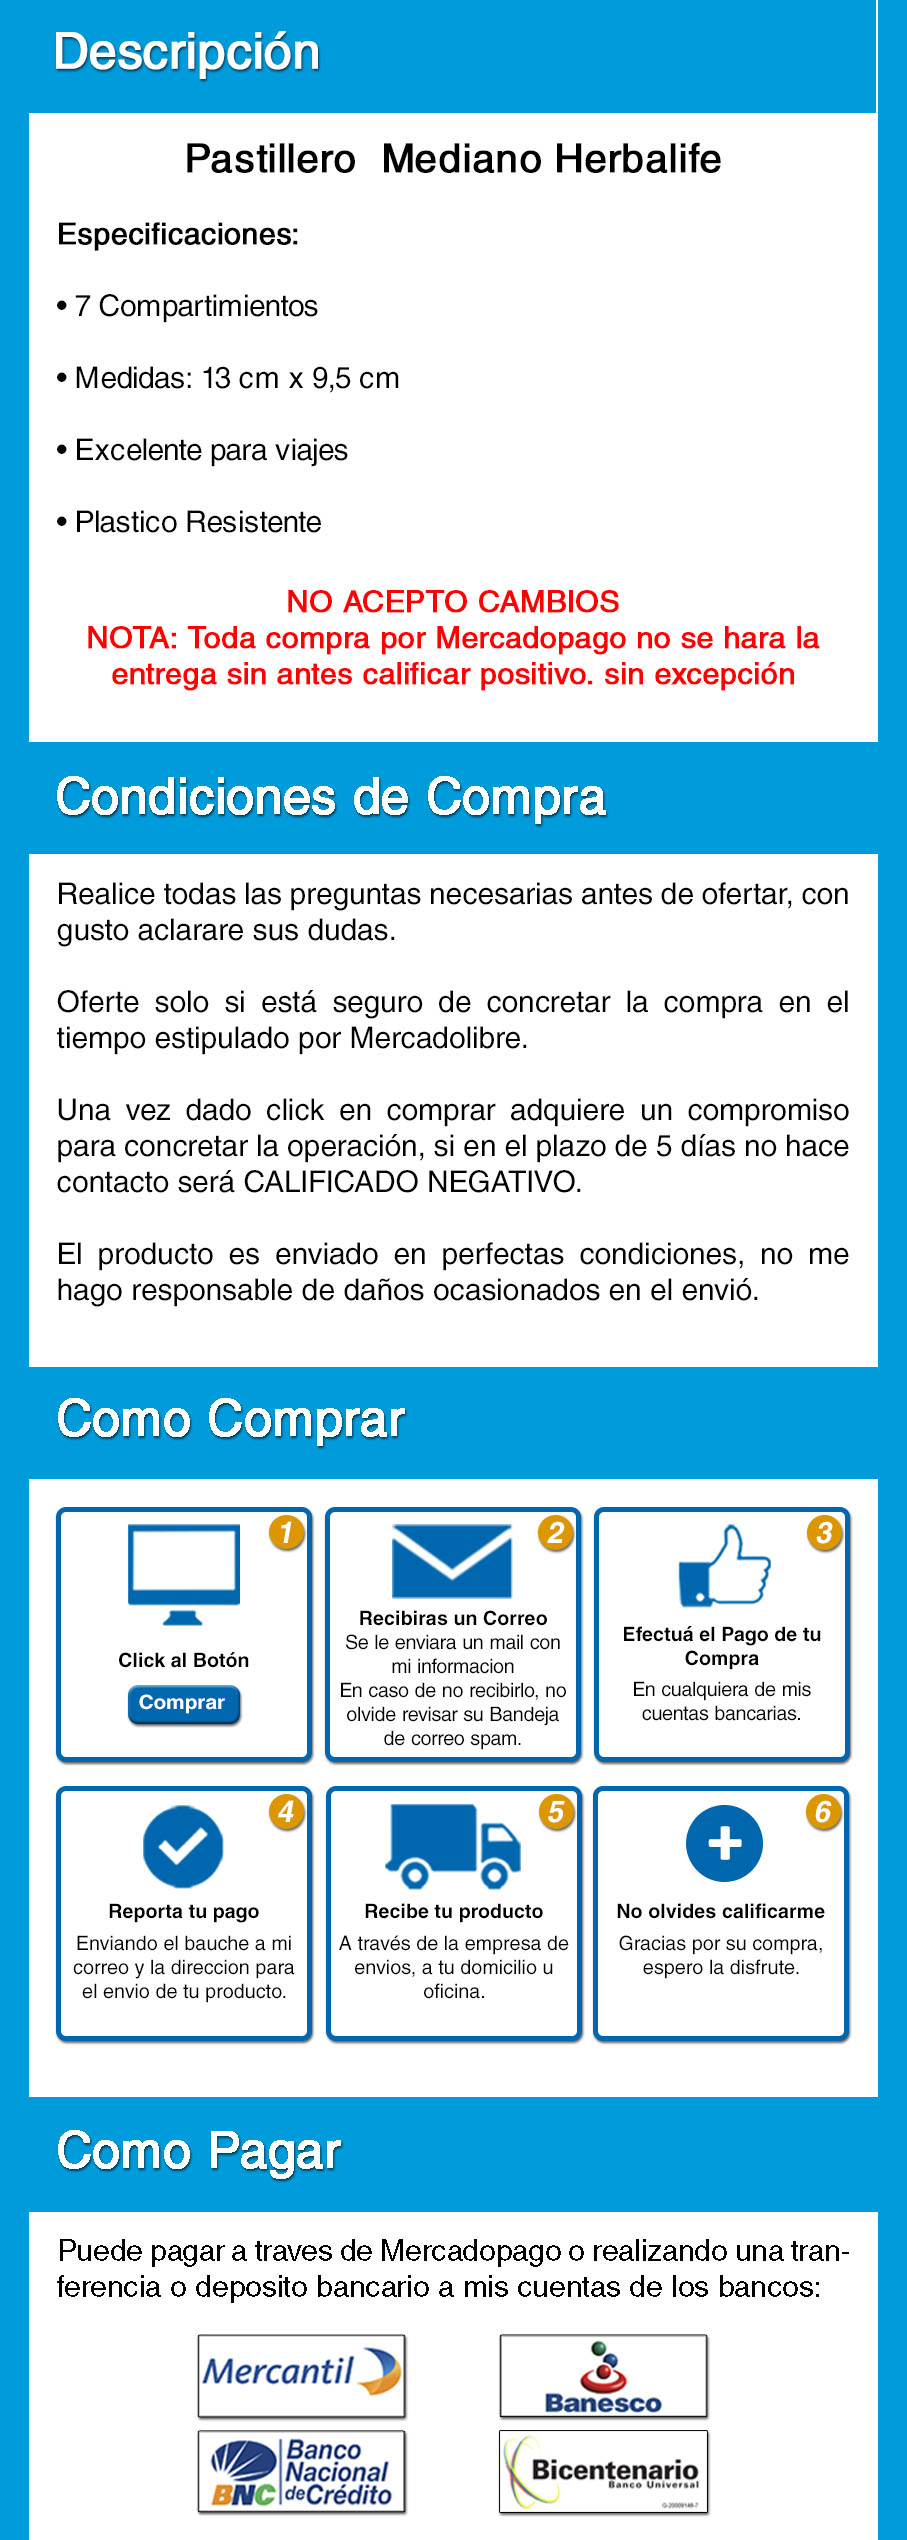 Descripción
Pastillero Mediano Herbalife
Especificaciones:
• 7 Compartimientos
• Medidas: 13 cm x 9,5 cm
• Excelente para viajes
• Plastico Resistente
NO ACEPTO CAMBIOS
NOTA: Toda compra por Mercadopago no se hara la
entrega sin antes calificar positivo. sin excepción
Condiciones de Compra
Realice todas las preguntas necesarias antes de ofertar, con
gusto aclarare sus dudas.
Oferte solo si está seguro de concretar la compra en el
tiempo estipulado por Mercadolibre.
Una vez dado click en comprar adquiere un compromiso
para concretar la operación, si en el plazo de 5 días no hace
contacto será CALIFICADO NEGATIVO.
El producto es enviado en perfectas condiciones, no me
hago responsable de daños ocasionados en el envió.
Como Comprar
1
Click al Botón
Comprar
2
Recibiras un Correo
Se le enviara un mail con
mi informacion
En caso de no recibirlo, no
olvide revisar su Bandeja
de correo spam.
3
Efectuá el Pago de tu
Compra
En cualquiera de mis
cuentas bancarias.
4
Reporta tu pago
Enviando el bauche a mi
correo y la direccion para
el envio de tu producto.
5
Recibe tu producto
A través de la empresa de
envios, a tu domicilio u
oficina.
6
No olvides calificarme
Gracias por su compra,
espero la disfrute.
Como Pagar
Puede pagar a traves de Mercadopago o realizando una tran-
ferencia o deposito bancario a mis cuentas de los bancos:
Mercantil
Banesco
BNC
Banco
Nacional
de Crédito
Bicentenario
Banco Universal
G-20009148-7